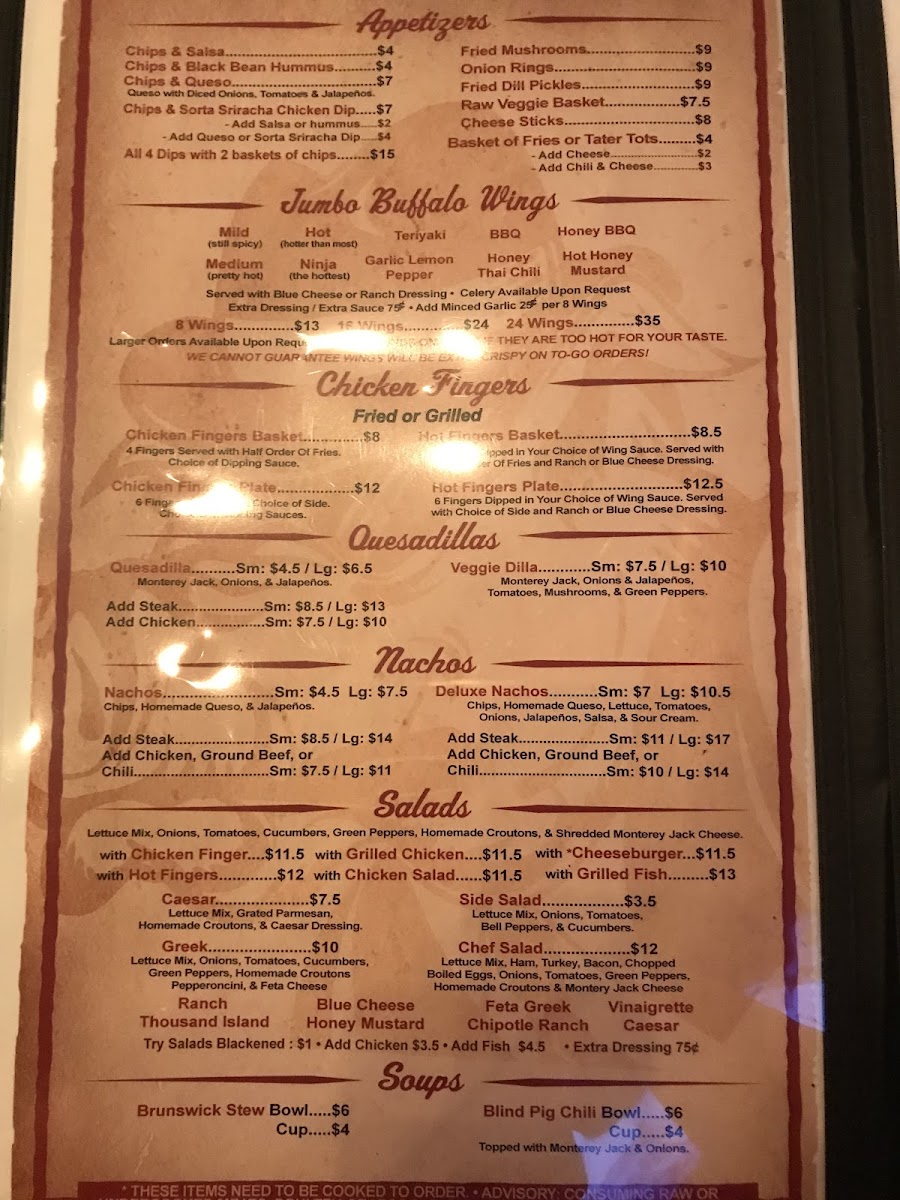 Appetizers
Chips & Salsa.....................................$4
Chips & Black Bean Hummus..........$4
Chips & Queso...................................$7
Queso with Diced Onions, Tomatoes & Jalapeños.
Chips & Sorta Sriracha Chicken Dip.....$7
- Add Salsa or hummus.....$2
- Add Queso or Sorta Sriracha Dip....$4
All 4 Dips with 2 baskets of chips........$15
Fried Mushrooms..........................$9
Onion Rings..................................$9
Fried Dill Pickles...........................$9
Raw Veggie Basket..................$7.5
Cheese Sticks................................$8
Basket of Fries or Tater Tots.........$4
- Add Cheese.......................$2
- Add Chili & Cheese.............$3
Jumbo Buffalo Wings
Mild Hot Teriyaki BBQ Honey BBQ
(still spicy) (hotter than most)
Medium Ninja Garlic Lemon Pepper Honey Thai Chili Hot Honey Mustard
(pretty hot) (the hottest)
Served with Blue Cheese or Ranch Dressing • Celery Available Upon Request
Extra Dressing / Extra Sauce 75¢ • Add Minced Garlic 25¢ per 8 Wings
8 Wings..............$13 16 Wings..............$24 24 Wings..............$35
Larger Orders Available Upon IF THEY ARE TOO HOT FOR YOUR TASTE.
WE CANNOT GUARANTEE WINGS WILL BE EXTRA CRISPY ON TO-GO ORDERS!
Chicken Fingers
Fried or Grilled
Chicken Fingers Basket..............$8
4 Fingers Served with Half Order Of Fries.
Choice of Dipping Sauce.
Chicken Plate..................$12
6 Choice of Side.
Sauces.
Hot Fingers Basket..............................$8.5
in Your Choice of Wing Sauce. Served with
Of Fries and Ranch or Blue Cheese Dressing.
Hot Fingers Plate............................$12.5
6 Fingers Dipped in Your Choice of Wing Sauce. Served
with Choice of Side and Ranch or Blue Cheese Dressing.
Quesadillas
Quesadilla..........Sm: $4.5 / Lg: $6.5
Monterey Jack, Onions, & Jalapeños.
Add Steak....................Sm: $8.5 / Lg: $13
Add Chicken................Sm: $7.5 / Lg: $10
Veggie Dilla............Sm: $7.5 / Lg: $10
Monterey Jack, Onions & Jalapeños,
Tomatoes, Mushrooms, & Green Peppers.
Nachos
Nachos..........................Sm: $4.5 Lg: $7.5
Chips, Homemade Queso, & Jalapeños.
Add Steak......................Sm: $8.5 / Lg: $14
Add Chicken, Ground Beef, or
Chili................................Sm: $7.5 / Lg: $11
Deluxe Nachos...........Sm: $7 Lg: $10.5
Chips, Homemade Queso, Lettuce, Tomatoes,
Onions, Jalapeños, Salsa, & Sour Cream.
Add Steak.....................Sm: $11 / Lg: $17
Add Chicken, Ground Beef, or
Chili..............................Sm: $10 / Lg: $14
Salads
Lettuce Mix, Onions, Tomatoes, Cucumbers, Green Peppers, Homemade Croutons, & Shredded Monterey Jack Cheese.
with Chicken Finger....$11.5 with Grilled Chicken....$11.5 with *Cheeseburger...$11.5
with Hot Fingers.............$12 with Chicken Salad......$11.5 with Grilled Fish.........$13
Caesar.....................$7.5
Lettuce Mix, Grated Parmesan,
Homemade Croutons, & Caesar Dressing.
Side Salad...................$3.5
Lettuce Mix, Onions, Tomatoes,
Bell Peppers, & Cucumbers.
Greek........................$10
Lettuce Mix, Onions, Tomatoes, Cucumbers,
Green Peppers, Homemade Croutons
Pepperoncini, & Feta Cheese
Chef Salad....................$12
Lettuce Mix, Ham, Turkey, Bacon, Chopped
Boiled Eggs, Onions, Tomatoes, Green Peppers,
Homemade Croutons & Montery Jack Cheese
Ranch Blue Cheese Feta Greek Vinaigrette
Thousand Island Honey Mustard Chipotle Ranch Caesar
Try Salads Blackened : $1 • Add Chicken $3.5 • Add Fish $4.5 • Extra Dressing 75¢
Soups
Brunswick Stew Bowl.....$6
Cup.....$4
Blind Pig Chili Bowl.....$6
Cup.....$4
Topped with Monterey Jack & Onions.
* THESE ITEMS NEED TO BE COOKED TO ORDER. • ADVISORY: CONSUMING RAW OR